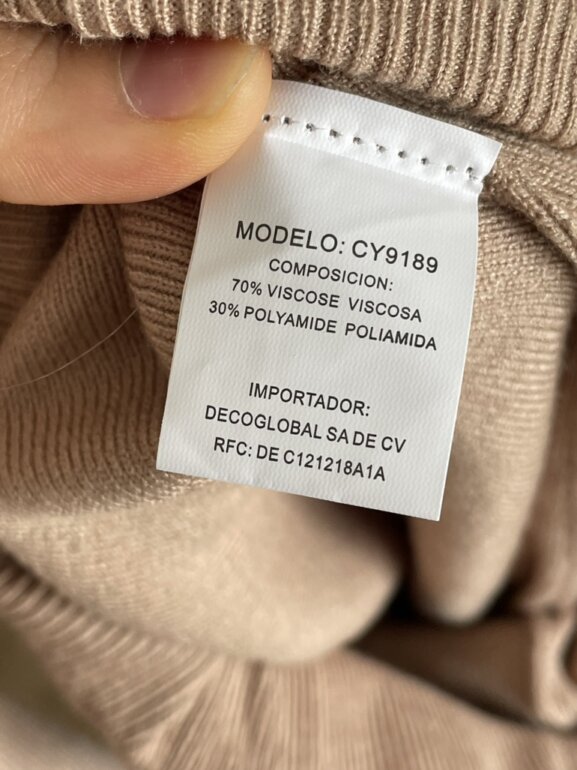 MODELO: CY9189
COMPOSICION:
70% VISCOSE VISCOSA
30% POLYAMIDE POLIAMIDA
IMPORTADOR:
DECOGLOBAL SA DE CV
RFC: DE C121218A1A